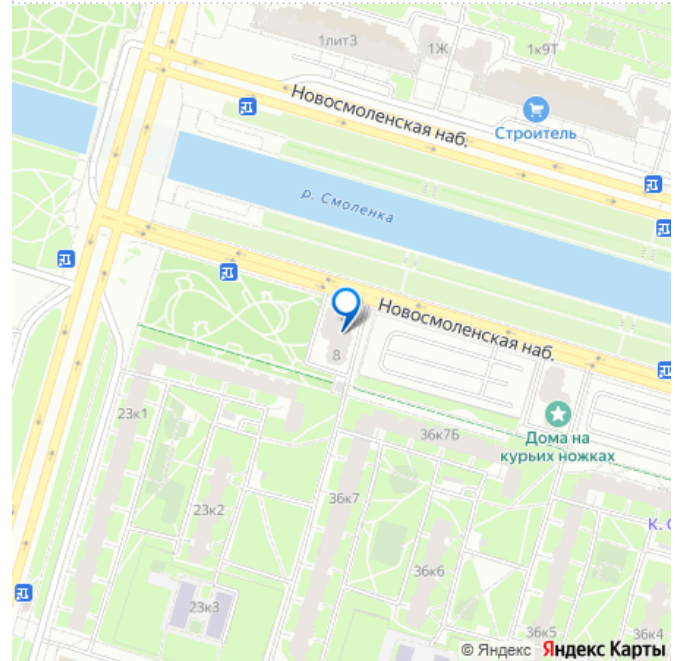 1лит3
1Ж
1к9Т
Новосмоленская наб.
Строитель
р. Смоленка
Новосмоленская наб.
8
23к1
36к7Б
Дома на
курьих ножках
36к7
23к2
К. С
36к6
23к3
36к5
36к4
© Яндекс Яндекс Карты